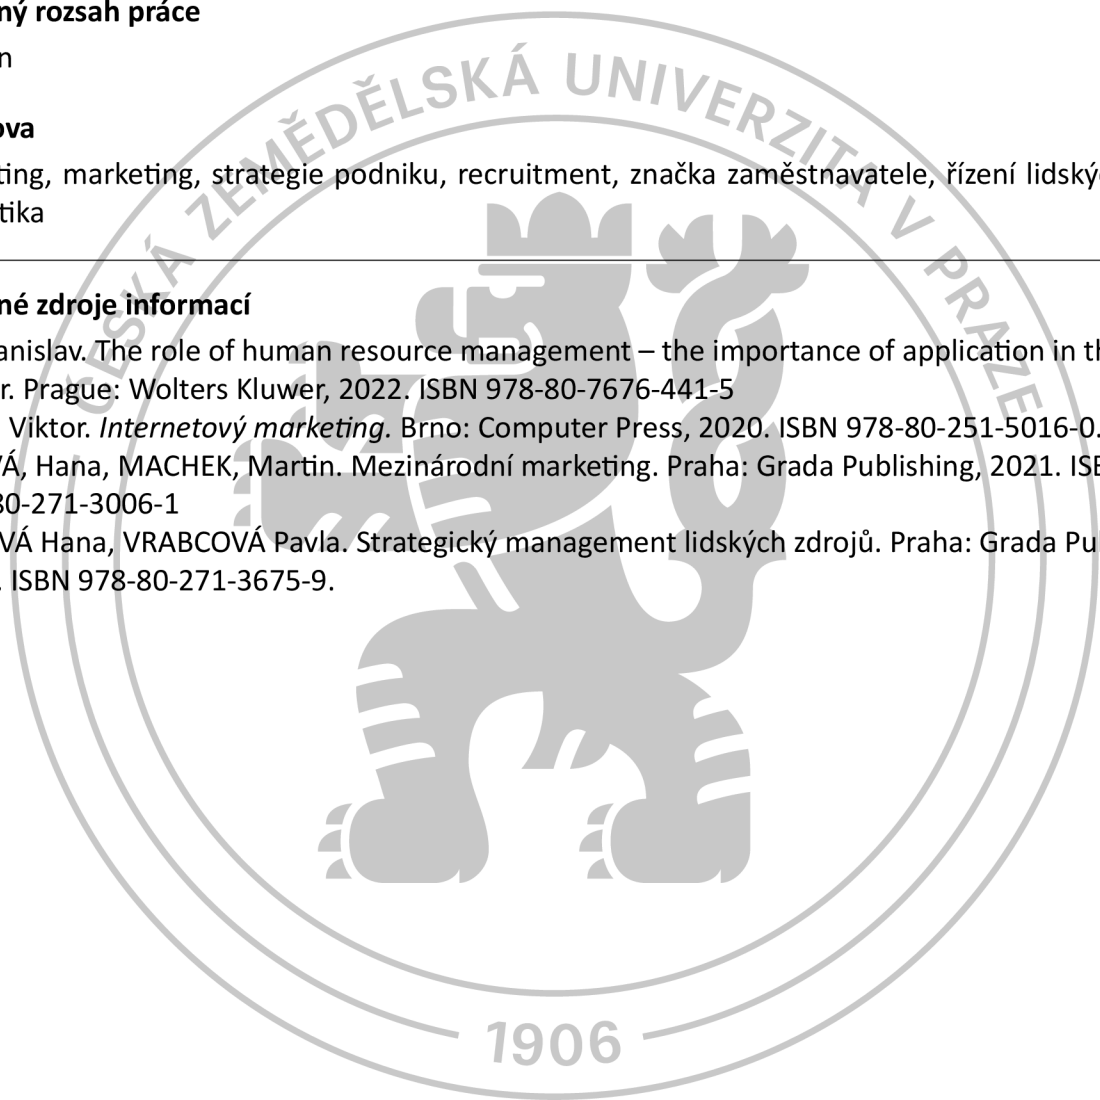 ný rozsah práce
n
ova
ting, marketing, strategie podniku, recruitment, značka zaměstnavatele, řízení lidský
tika
né zdroje informací
anislav. The role of human resource management – the importance of application in th
r. Prague: Wolters Kluwer, 2022. ISBN 978-80-7676-441-5
Viktor. Internetový marketing. Brno: Computer Press, 2020. ISBN 978-80-251-5016-0.
VÁ, Hana, MACHEK, Martin. Mezinárodní marketing. Praha: Grada Publishing, 2021. ISB
80-271-3006-1
VÁ Hana, VRABCOVÁ Pavla. Strategický management lidských zdrojů. Praha: Grada Pu
. ISBN 978-80-271-3675-9.
ČESKÁ ZEMĚDĚLSKÁ UNIVERZITA V PRAZE
1906